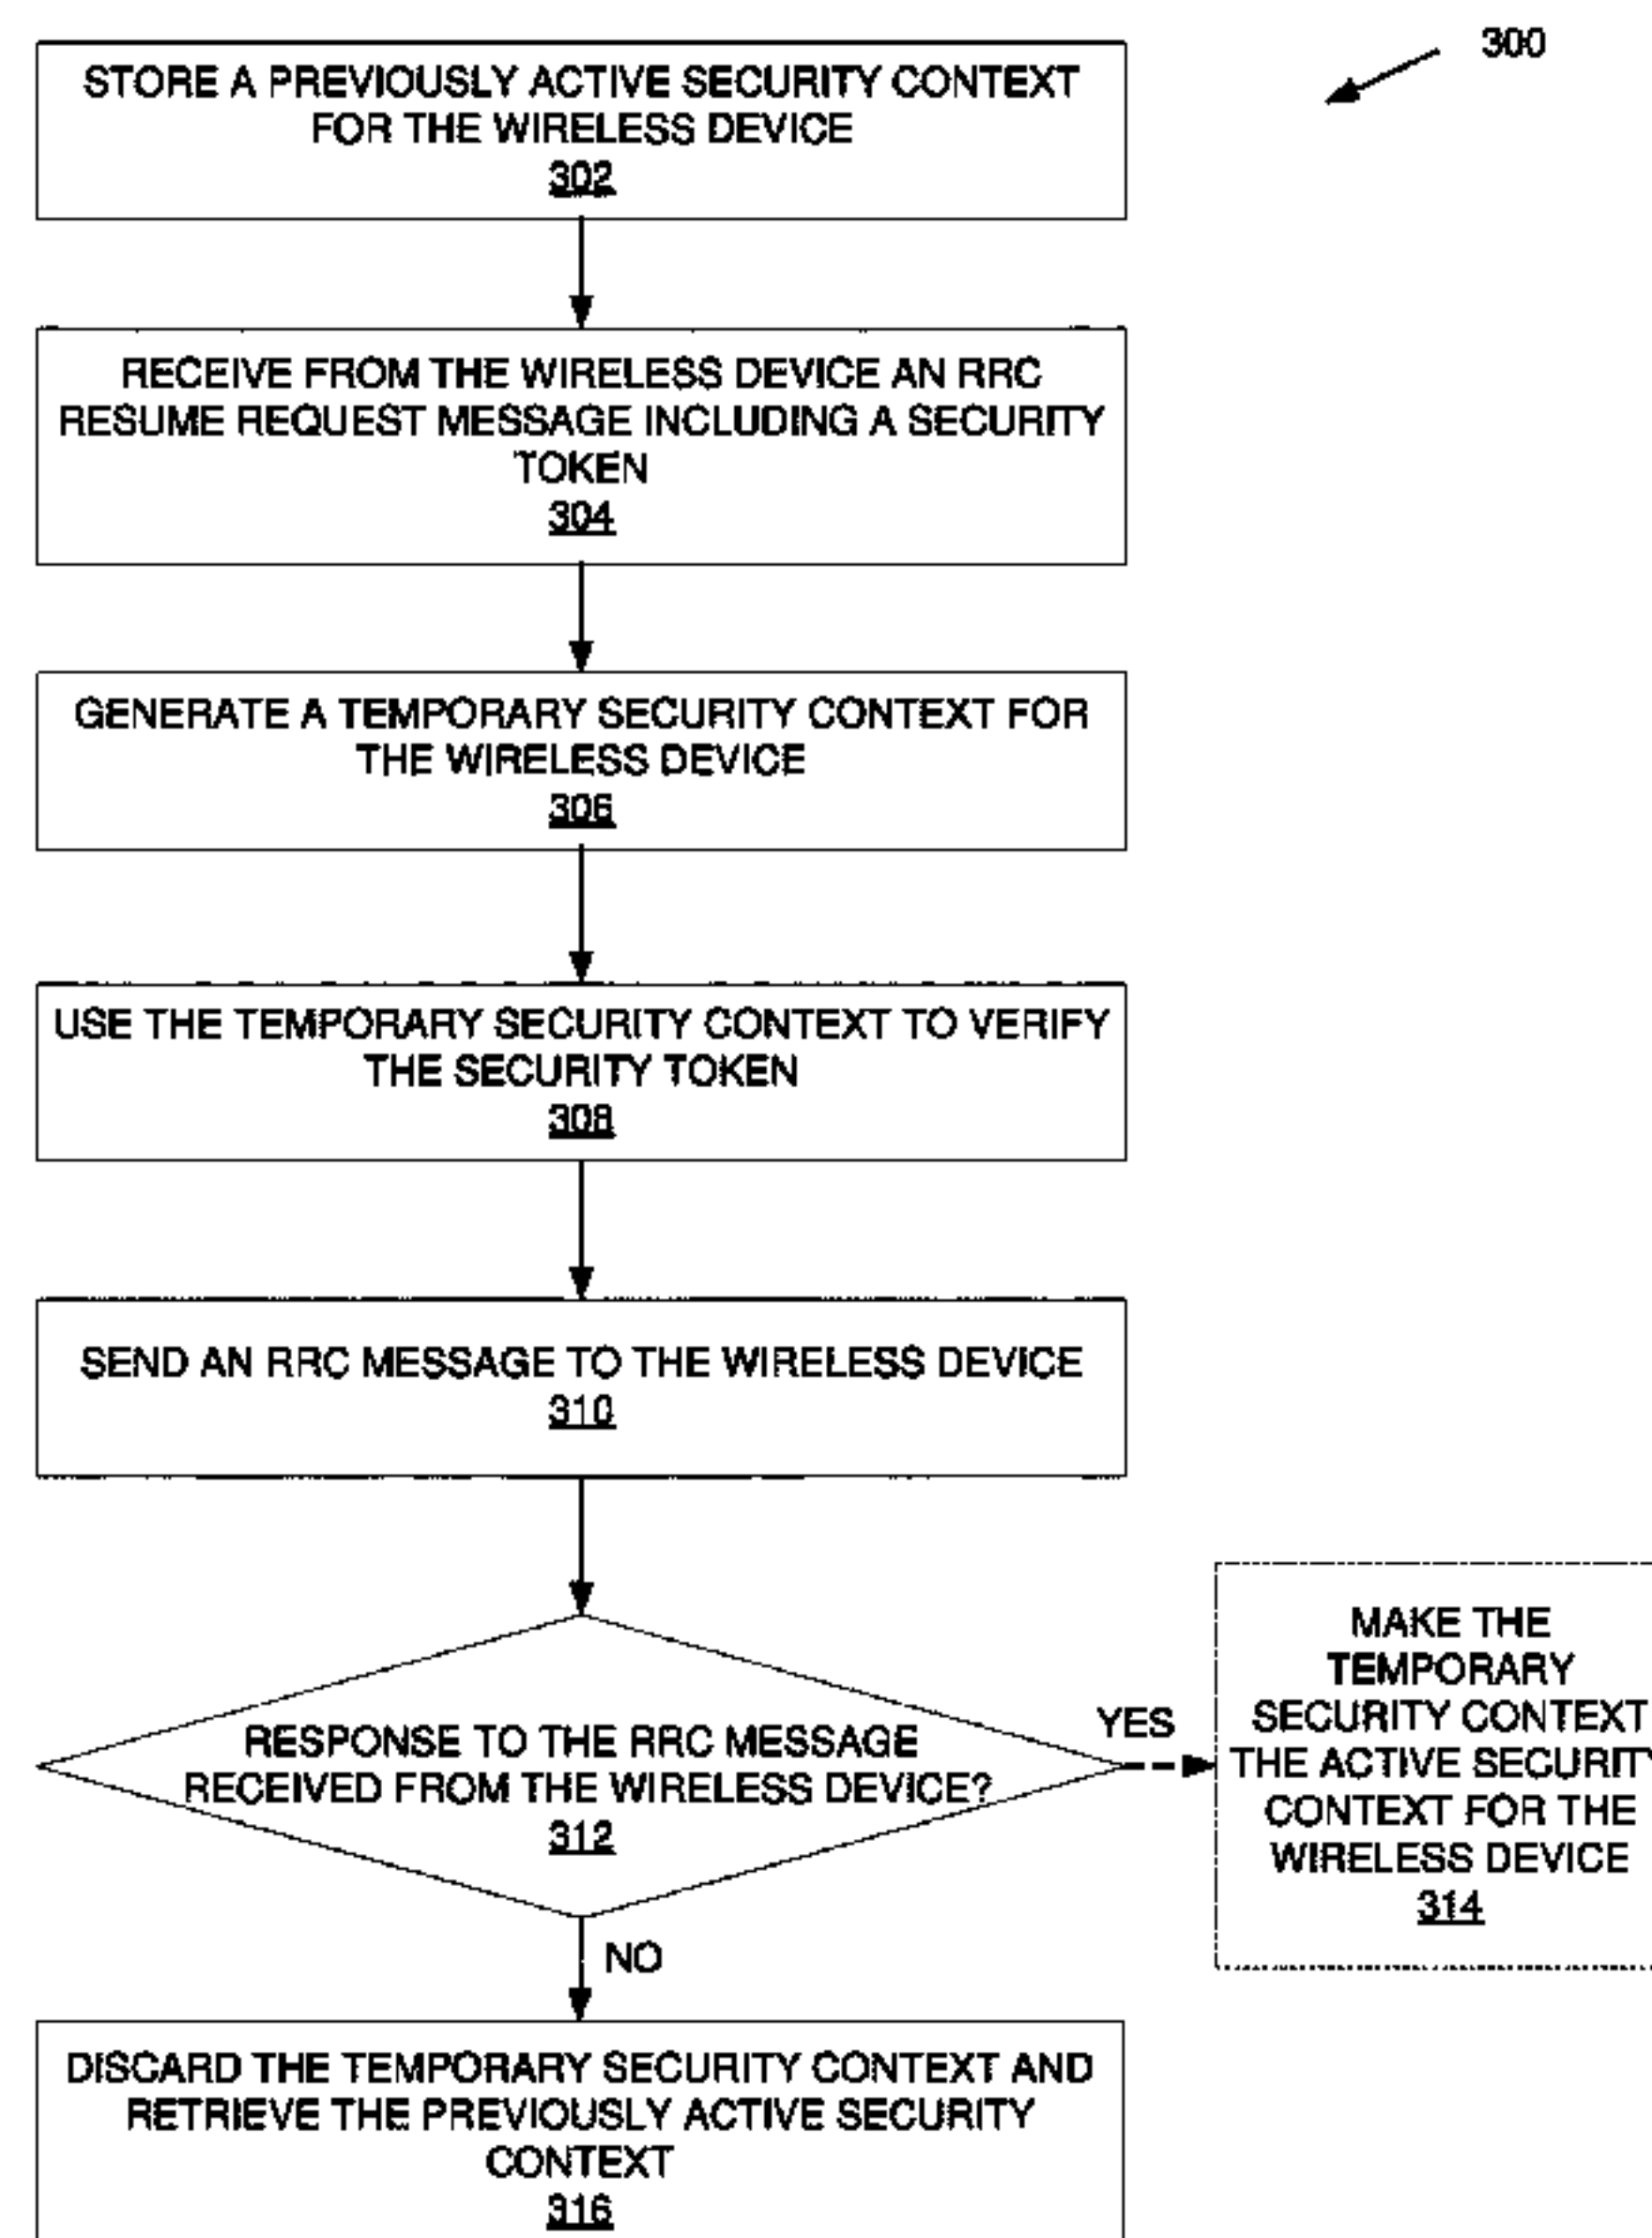 300
STORE A PREVIOUSLY ACTIVE SECURITY CONTEXT
FOR THE WIRELESS DEVICE
302
RECEIVE FROM THE WIRELESS DEVICE AN RRC
RESUME REQUEST MESSAGE INCLUDING A SECURITY
TOKEN
304
GENERATE A TEMPORARY SECURITY CONTEXT FOR
THE WIRELESS DEVICE
306
USE THE TEMPORARY SECURITY CONTEXT TO VERIFY
THE SECURITY TOKEN
308
SEND AN RRC MESSAGE TO THE WIRELESS DEVICE
310
RESPONSE TO THE RRC MESSAGE
RECEIVED FROM THE WIRELESS DEVICE?
312
YES
MAKE THE
TEMPORARY
SECURITY CONTEXT
THE ACTIVE SECURITY
CONTEXT FOR THE
WIRELESS DEVICE
314
NO
DISCARD THE TEMPORARY SECURITY CONTEXT AND
RETRIEVE THE PREVIOUSLY ACTIVE SECURITY
CONTEXT
316